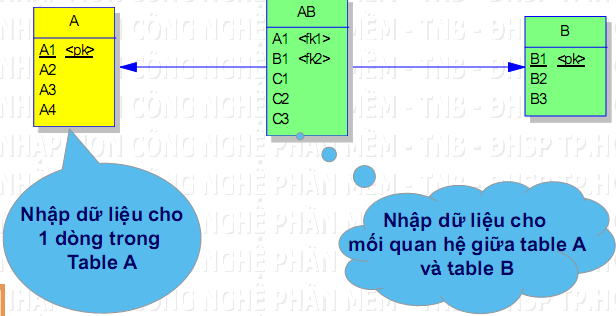 A
A1 <pk>
A2
A3
A4
AB
A1 <fk1>
B1 <fk2>
C1
C2
C3
B
B1 <pk>
B2
B3
Nhập dữ liệu cho
1 dòng trong
Table A
Nhập dữ liệu cho
mối quan hệ giữa table A
và table B